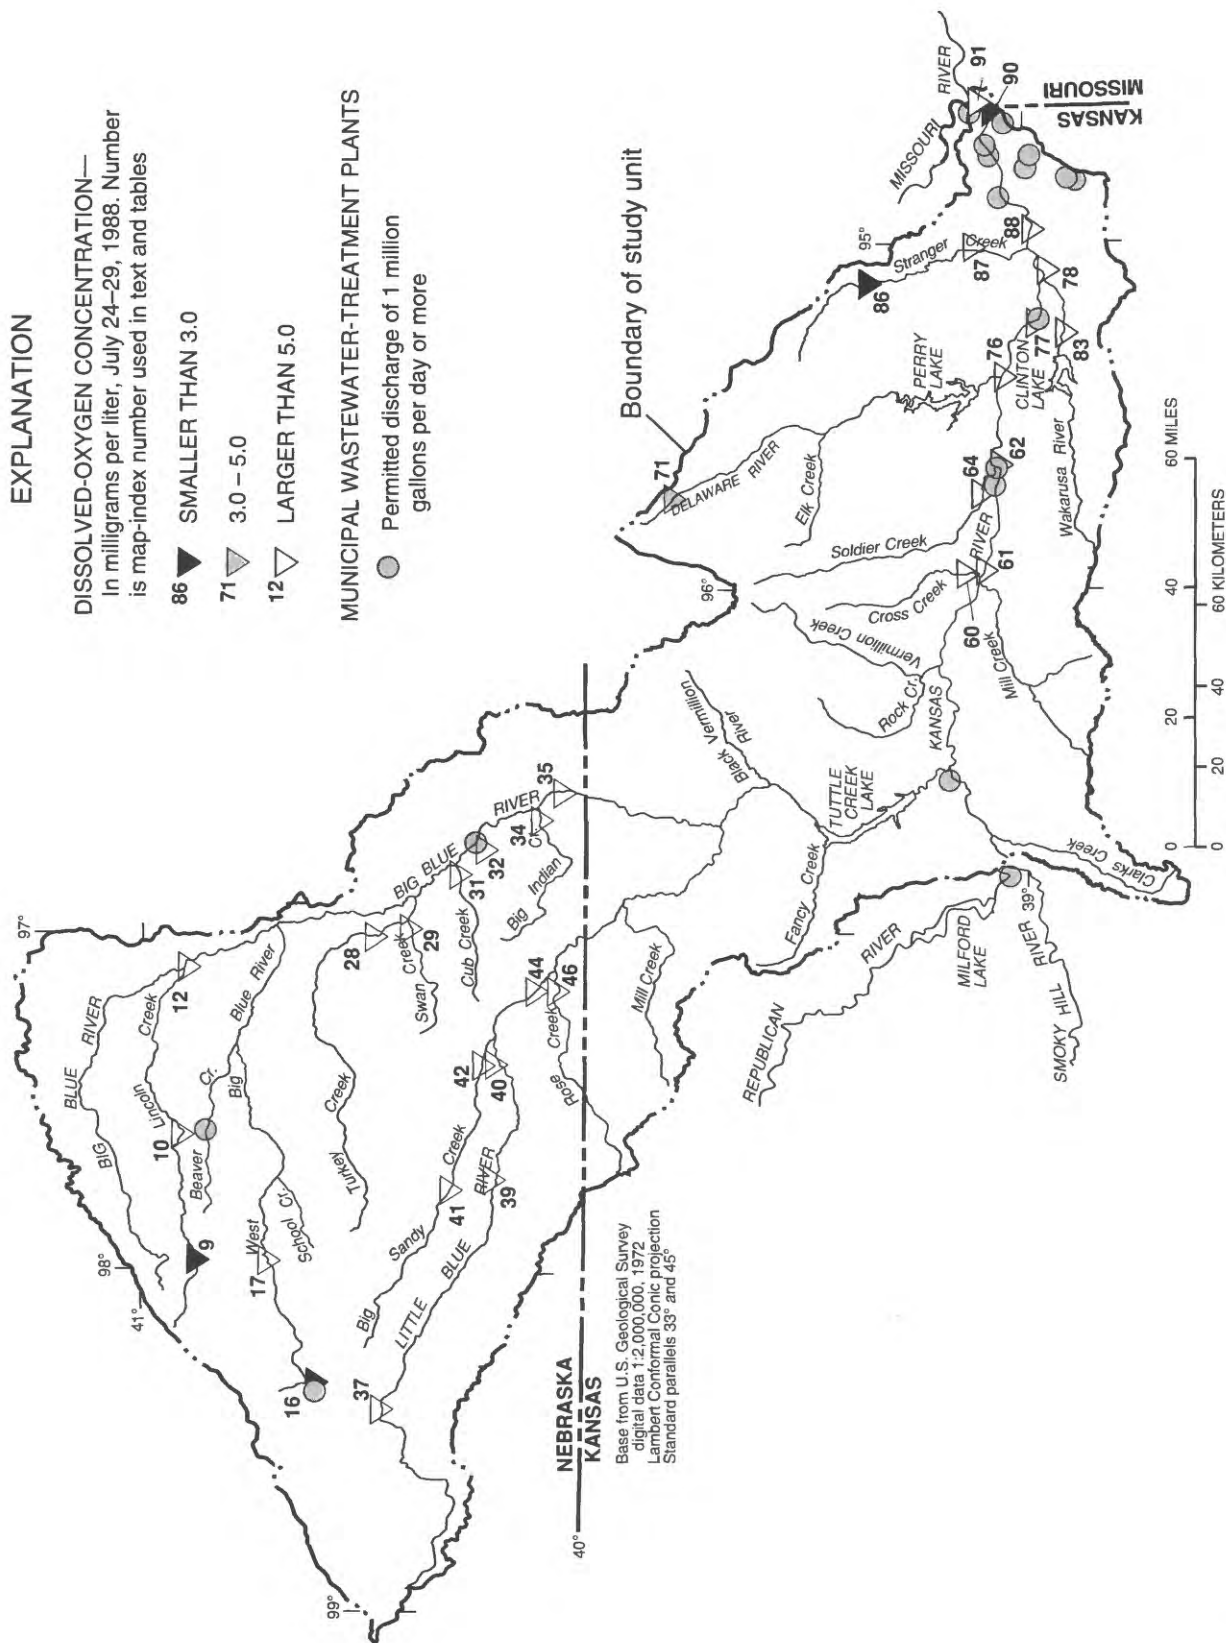 EXPLANATION
DISSOLVED-OXYGEN CONCENTRATION—
In milligrams per liter, July 24–29, 1988. Number
is map-index number used in text and tables
86 SMALLER THAN 3.0
71 3.0 – 5.0
12 LARGER THAN 5.0
MUNICIPAL WASTEWATER-TREATMENT PLANTS
Permitted discharge of 1 million
gallons per day or more
99°
98°
97°
41°
40°
96°
95°
39°
BIG
BLUE
RIVER
Lincoln
Creek
12
10
9
Beaver
Cr.
Big
Blue River
West
17
School Cr.
16
Turkey
Creek
28
Swan Creek
29
BIG BLUE
RIVER
Cub Creek
31
32
Big Indian
Cr.
34
35
Big
Sandy
Creek
41
42
40
LITTLE
BLUE
RIVER
39
37
44
46
Rose
Creek
NEBRASKA
KANSAS
Base from U.S. Geological Survey
digital data 1:2,000,000, 1972
Lambert Conformal Conic projection
Standard parallels 33° and 45°
Mill Creek
Black Vermillion
River
Fancy
Creek
TUTTLE
CREEK
LAKE
REPUBLICAN
RIVER
MILFORD
LAKE
SMOKY HILL
RIVER
Clarks Creek
KANSAS
RIVER
Rock Cr.
Vermillion Creek
Cross Creek
60
61
Mill Creek
Soldier Creek
64
62
71
DELAWARE
RIVER
Elk Creek
Boundary of study unit
PERRY
LAKE
76
CLINTON
LAKE
77
83
Wakarusa River
78
86
Stranger
Creek
87
88
MISSOURI
RIVER
91
90
KANSAS
MISSOURI
0 20 40 60 MILES
0 20 40 60 KILOMETERS